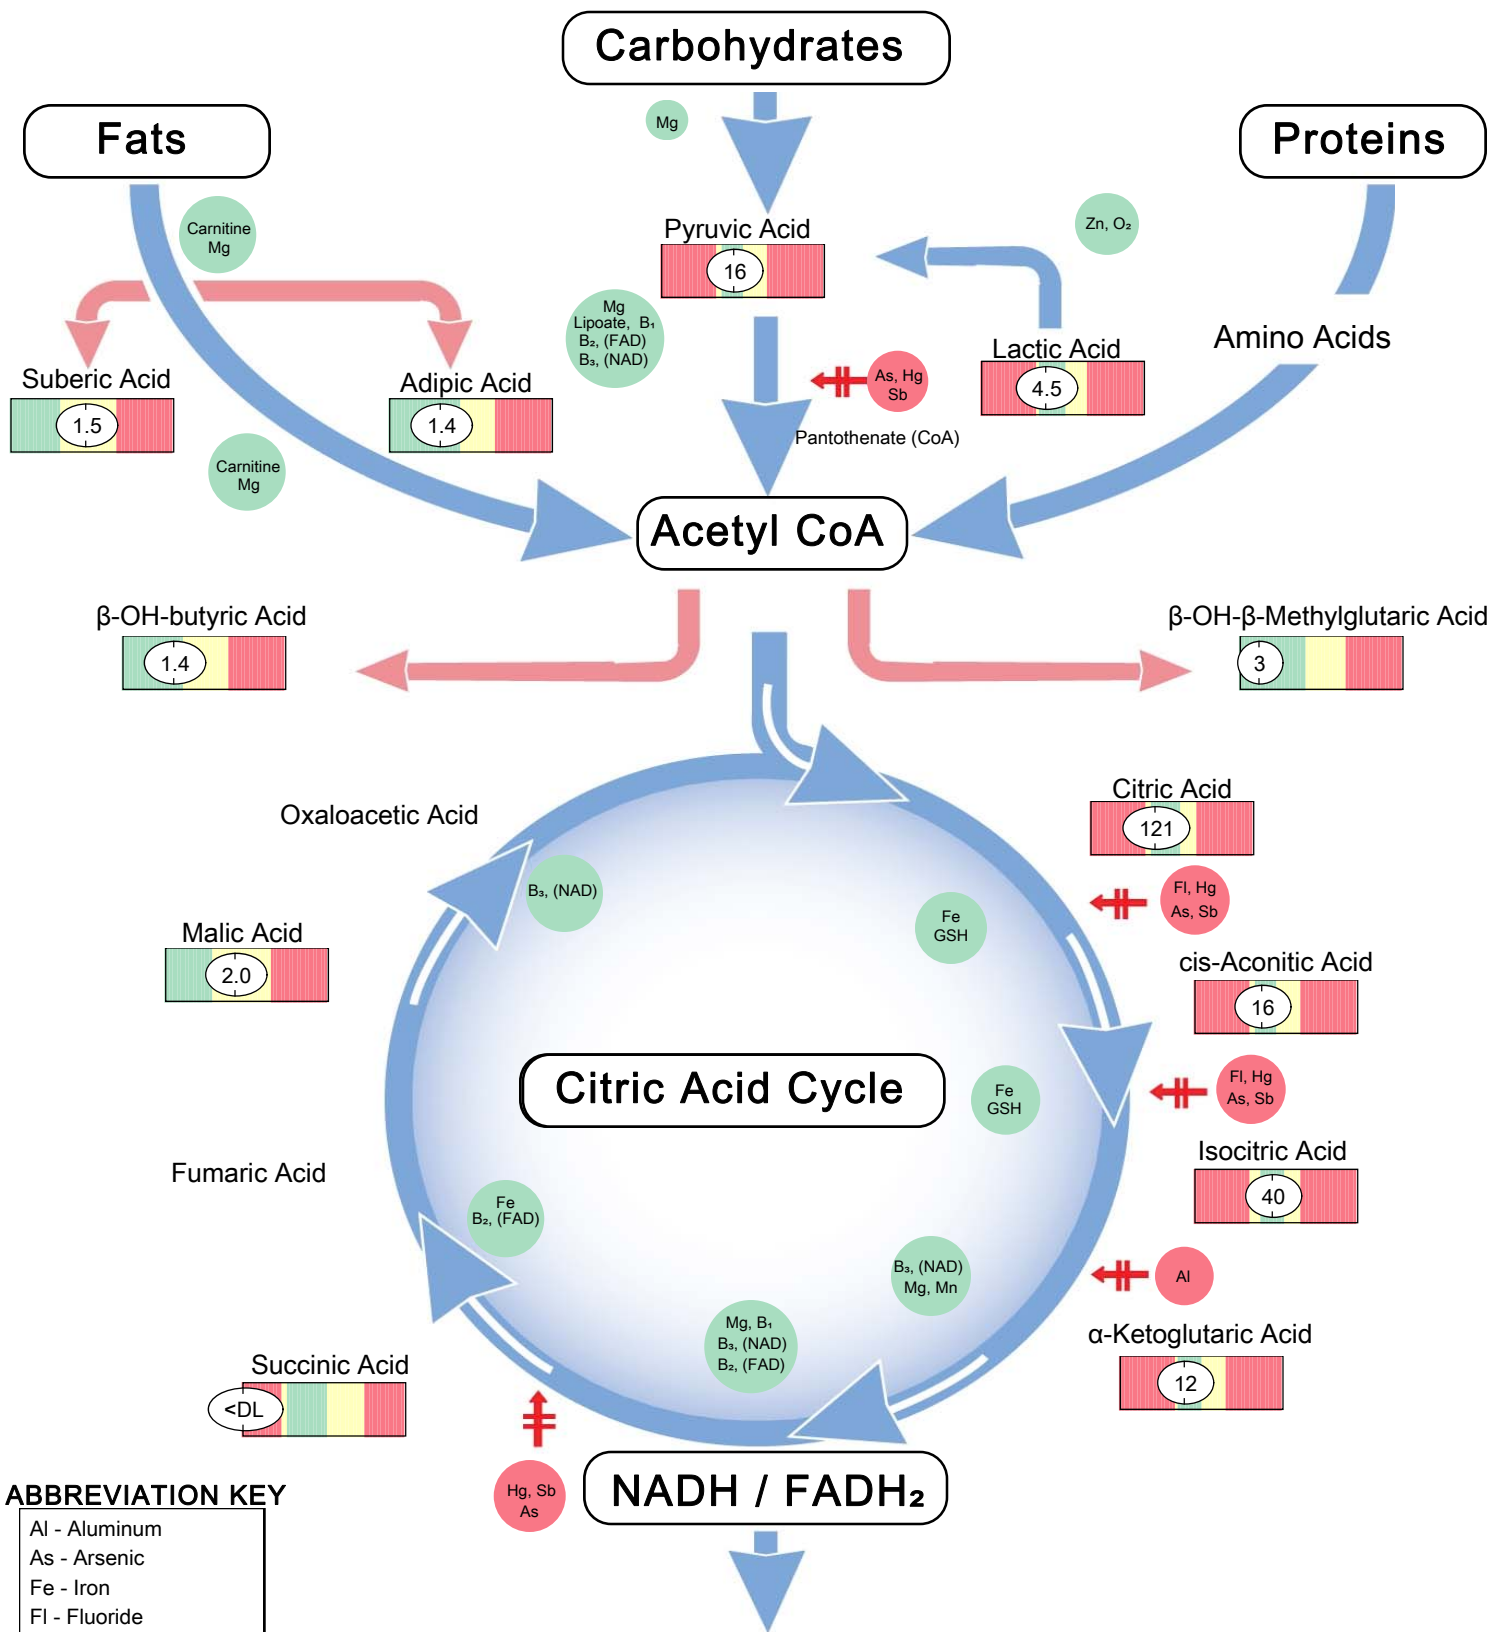 Carbohydrates
Fats
Proteins
Mg
Carnitine
Mg
Zn, O₂
Pyruvic Acid
16
Mg
Lipoate, B₁
B₂, (FAD)
B₃, (NAD)
Amino Acids
Lactic Acid
4.5
As, Hg
Sb
Suberic Acid
1.5
Adipic Acid
1.4
Pantothenate (CoA)
Carnitine
Mg
Acetyl CoA
β-OH-butyric Acid
1.4
β-OH-β-Methylglutaric Acid
3
Citric Acid
121
Oxaloacetic Acid
B₃, (NAD)
Fl, Hg
As, Sb
Fe
GSH
Malic Acid
2.0
cis-Aconitic Acid
16
Citric Acid Cycle
Fe
GSH
Fl, Hg
As, Sb
Isocitric Acid
40
Fumaric Acid
Fe
B₂, (FAD)
B₃, (NAD)
Mg, Mn
Al
Mg, B₁
B₃, (NAD)
B₂, (FAD)
α-Ketoglutaric Acid
12
Succinic Acid
<DL
Hg, Sb
As
NADH / FADH₂
ABBREVIATION KEY
Al - Aluminum
As - Arsenic
Fe - Iron
Fl - Fluoride